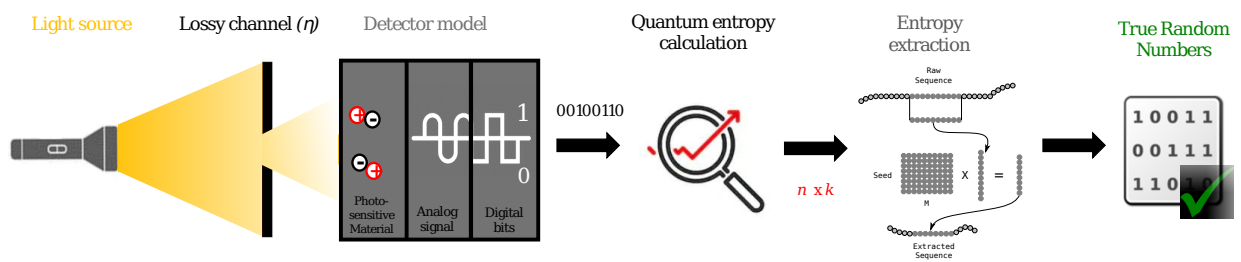 Light source
Lossy channel (η)
Detector model
Quantum entropy
calculation
Entropy
extraction
True Random
Numbers
Photo-
sensitive
Material
Analog
signal
Digital
bits
1
0
00100110
n x k
Raw
Sequence
Seed
M
X
=
Extracted
Sequence
10011
00111
11010